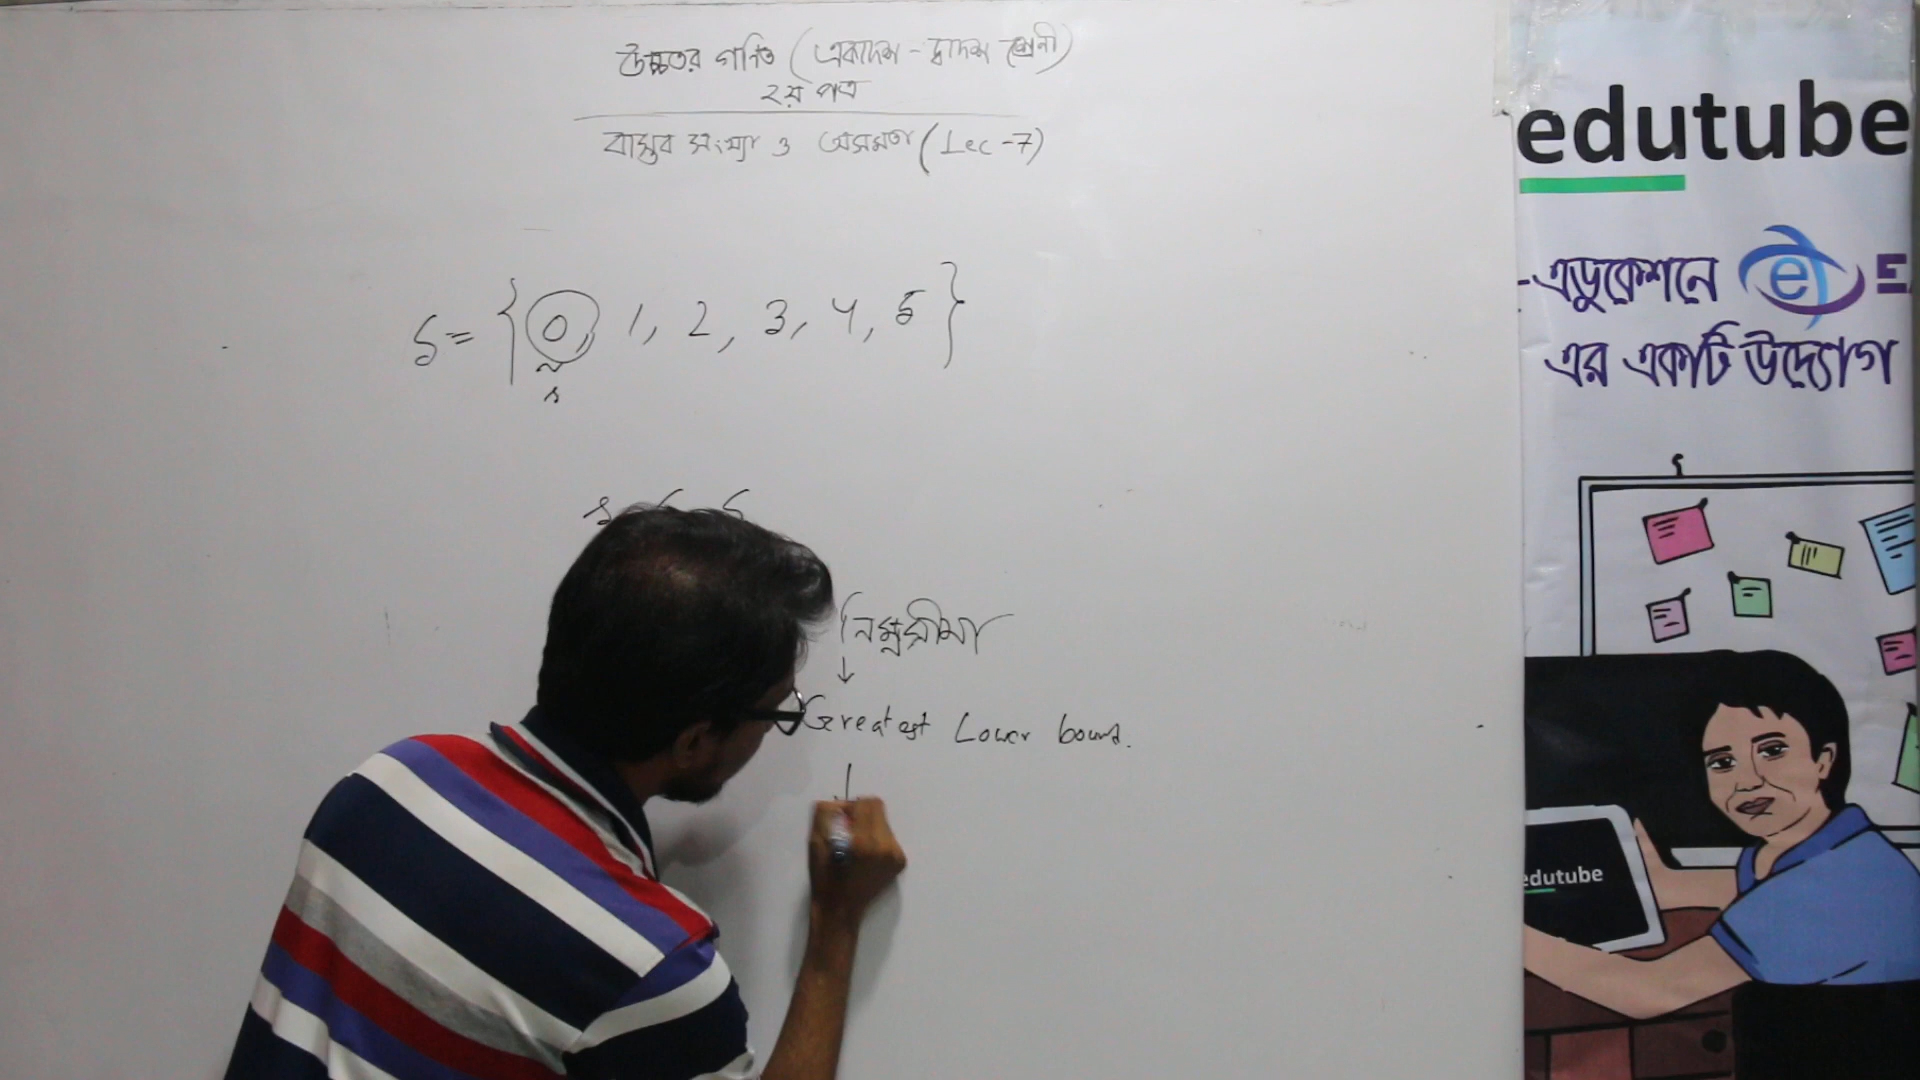 উচ্চতর গনিত (একাদশ - দ্বাদশ শ্রেনী)
২য় পত্র
বাস্তব সংখ্যা ও অসমতা (Lec-7)
S = { 0, 1, 2, 3, 4, 5 }
s
নিম্নসীমা
↓
Greatest Lower bound.
edutube
-এডুকেশনে e E
এর একটি উদ্যোগ
edutube